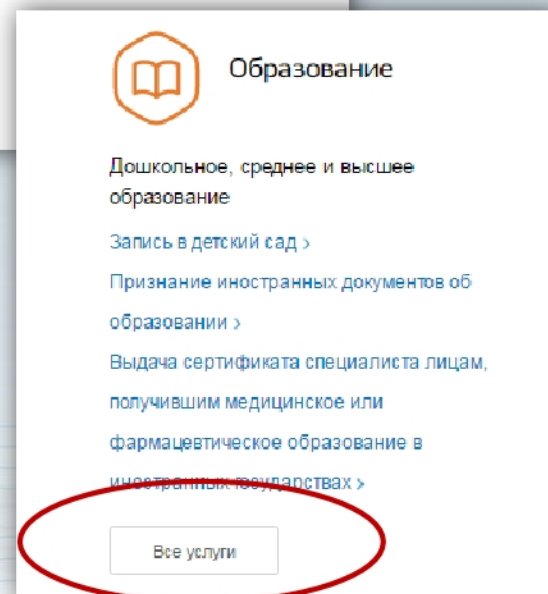 Образование
Дошкольное, среднее и высшее
образование
Запись в детский сад >
Признание иностранных документов об
образовании >
Выдача сертификата специалиста лицам,
получившим медицинское или
фармацевтическое образование в
иностранных государствах >
Все услуги